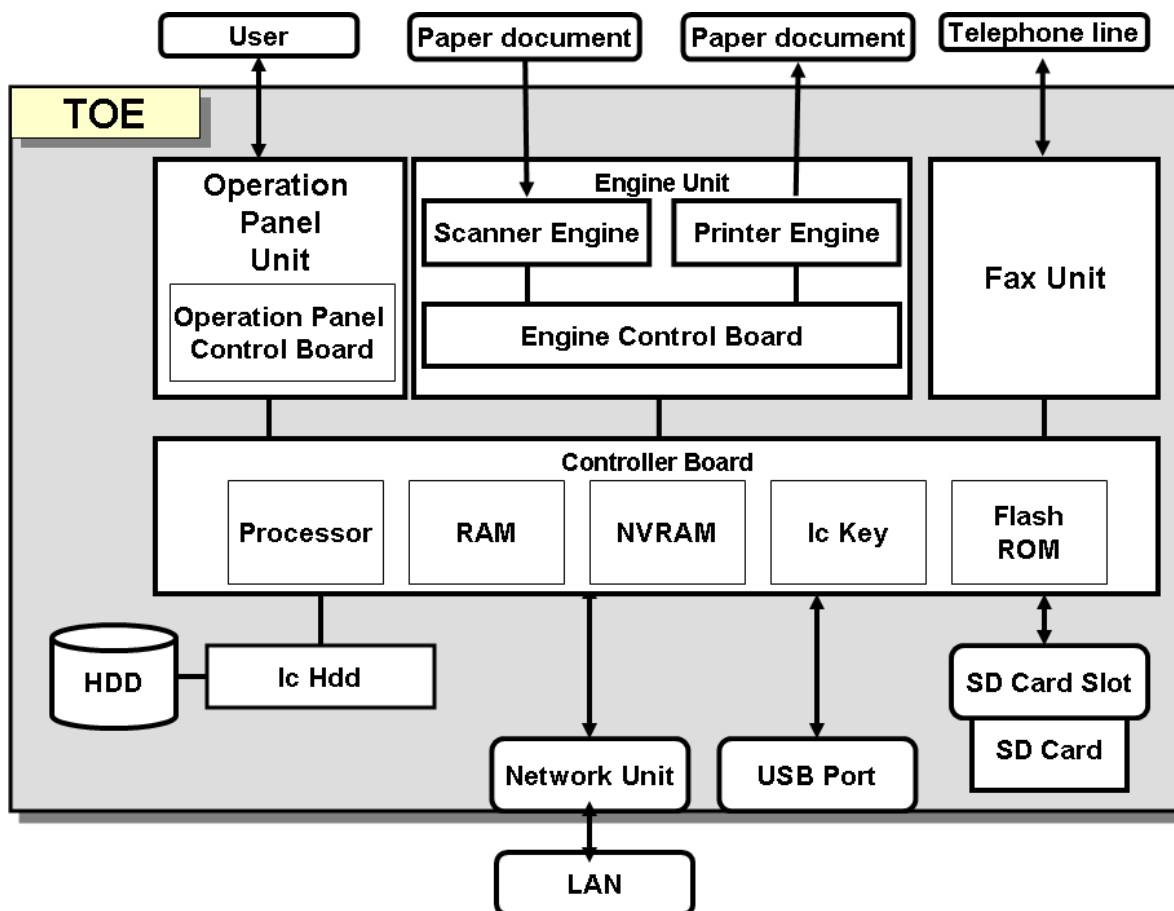 User
Paper document
Paper document
Telephone line
TOE
Operation
Panel
Unit
Operation Panel
Control Board
Engine Unit
Scanner Engine
Printer Engine
Engine Control Board
Fax Unit
Controller Board
Processor
RAM
NVRAM
Ic Key
Flash
ROM
HDD
Ic Hdd
SD Card Slot
SD Card
Network Unit
USB Port
LAN